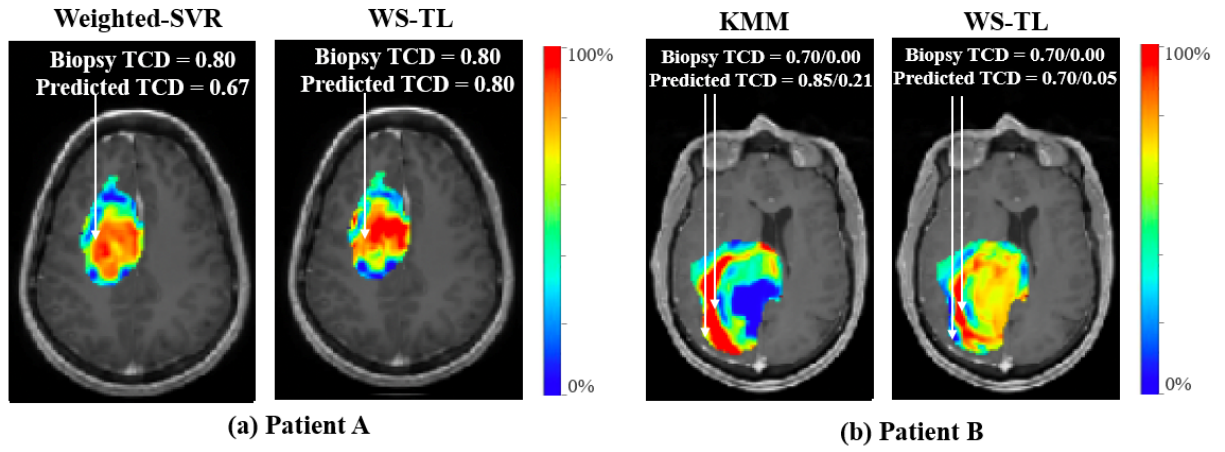 Weighted-SVR
WS-TL
KMM
WS-TL
Biopsy TCD = 0.80
Predicted TCD = 0.67
Biopsy TCD = 0.80
Predicted TCD = 0.80
100%
0%
Biopsy TCD = 0.70/0.00
Predicted TCD = 0.85/0.21
Biopsy TCD = 0.70/0.00
Predicted TCD = 0.70/0.05
100%
0%
(a) Patient A
(b) Patient B